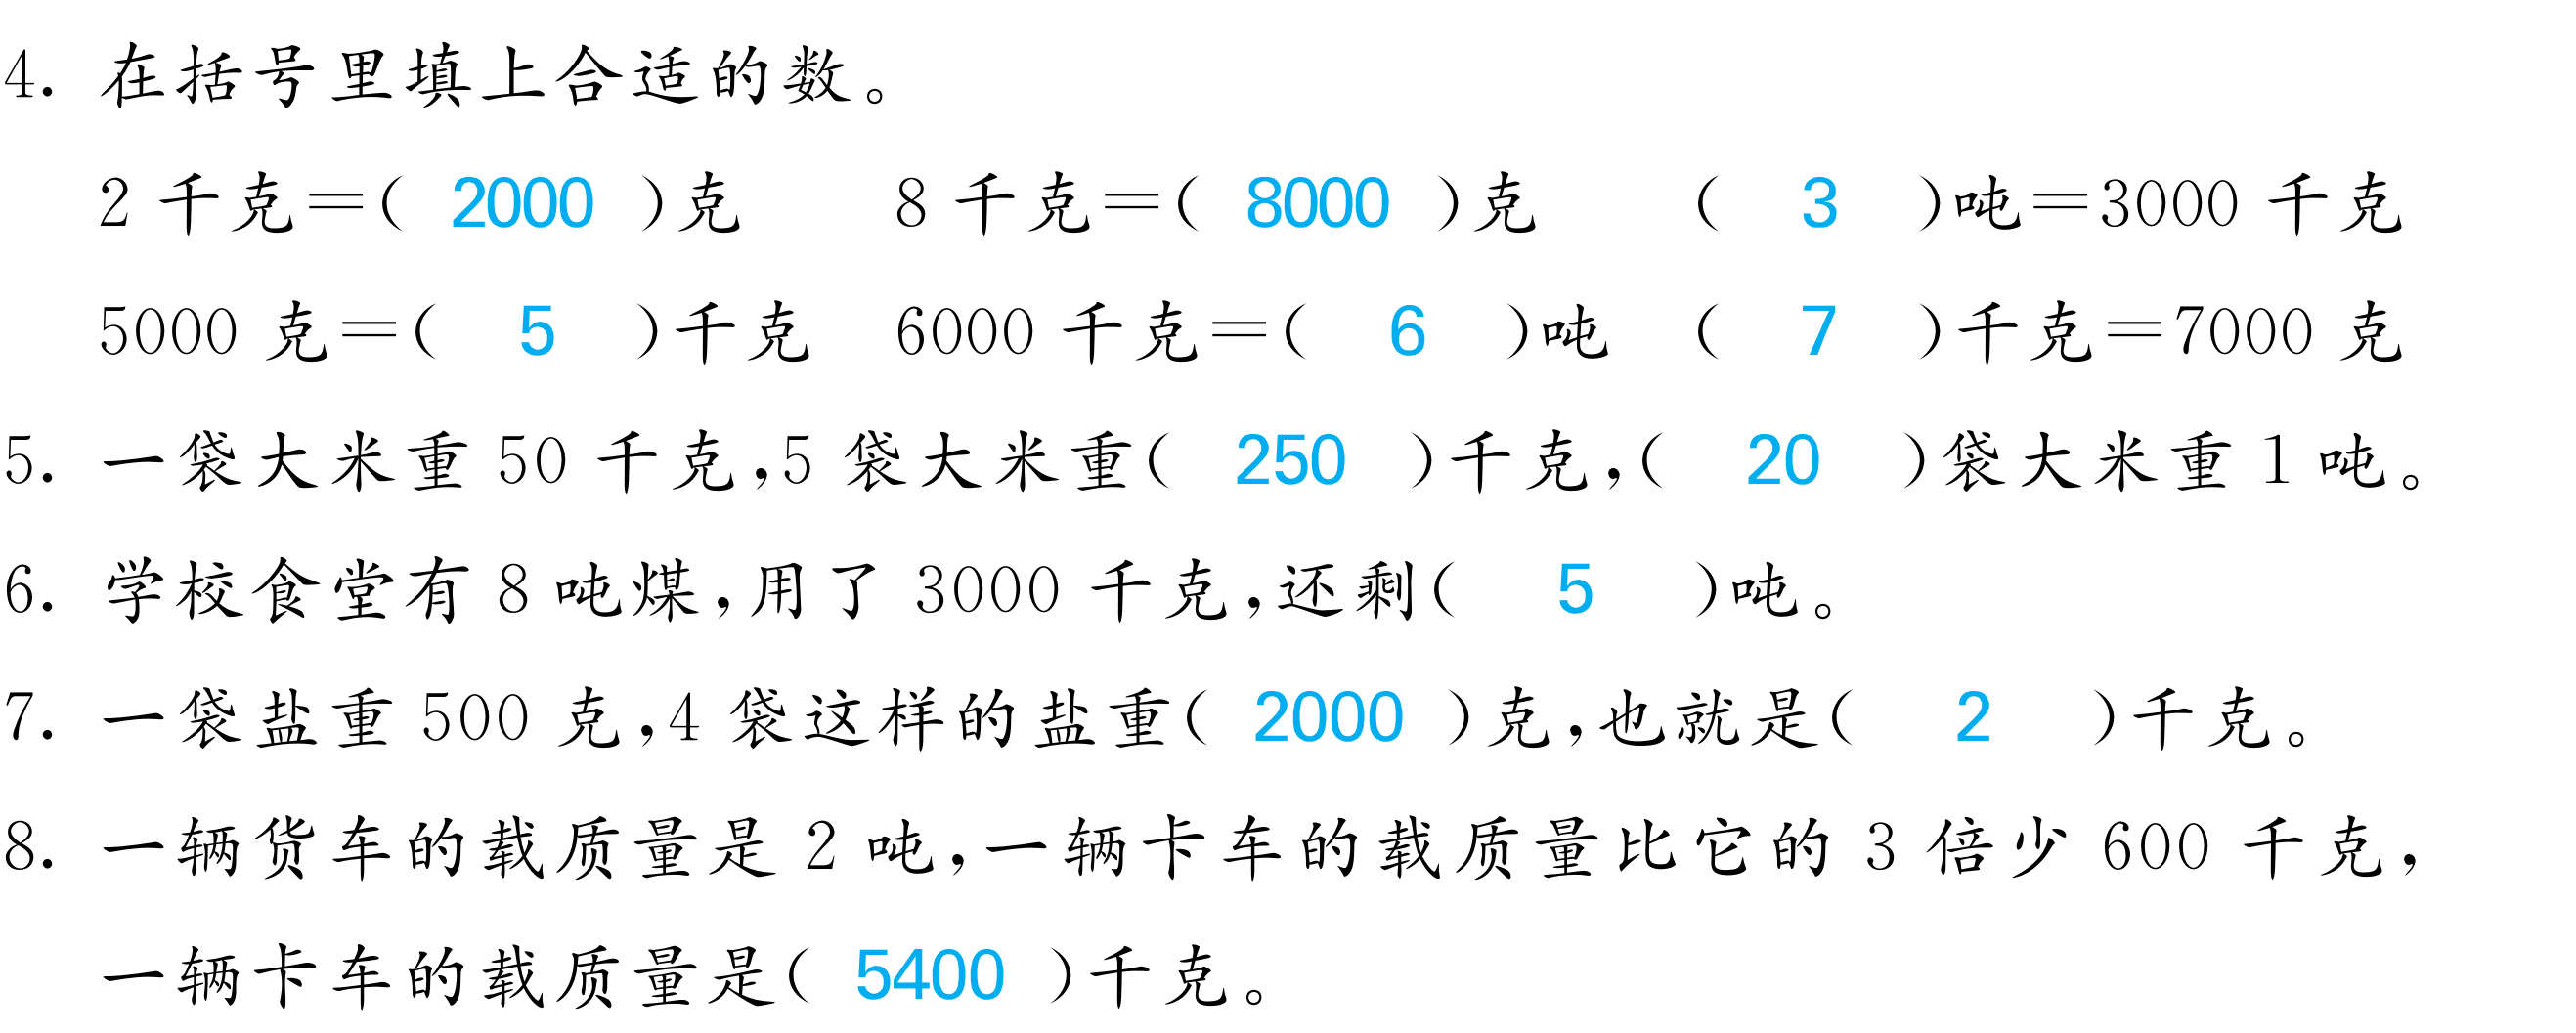 4. 在括号里填上合适的数。
2 千克=( 2000 )克 8 千克=( 8000 )克 ( 3 )吨=3000 千克
5000 克=( 5 )千克 6000 千克=( 6 )吨 ( 7 )千克=7000 克
5. 一袋大米重 50 千克,5 袋大米重( 250 )千克,( 20 )袋大米重 1 吨。
6. 学校食堂有 8 吨煤,用了 3000 千克,还剩( 5 )吨。
7. 一袋盐重 500 克,4 袋这样的盐重( 2000 )克,也就是( 2 )千克。
8. 一辆货车的载质量是 2 吨,一辆卡车的载质量比它的 3 倍少 600 千克,
一辆卡车的载质量是( 5400 )千克。